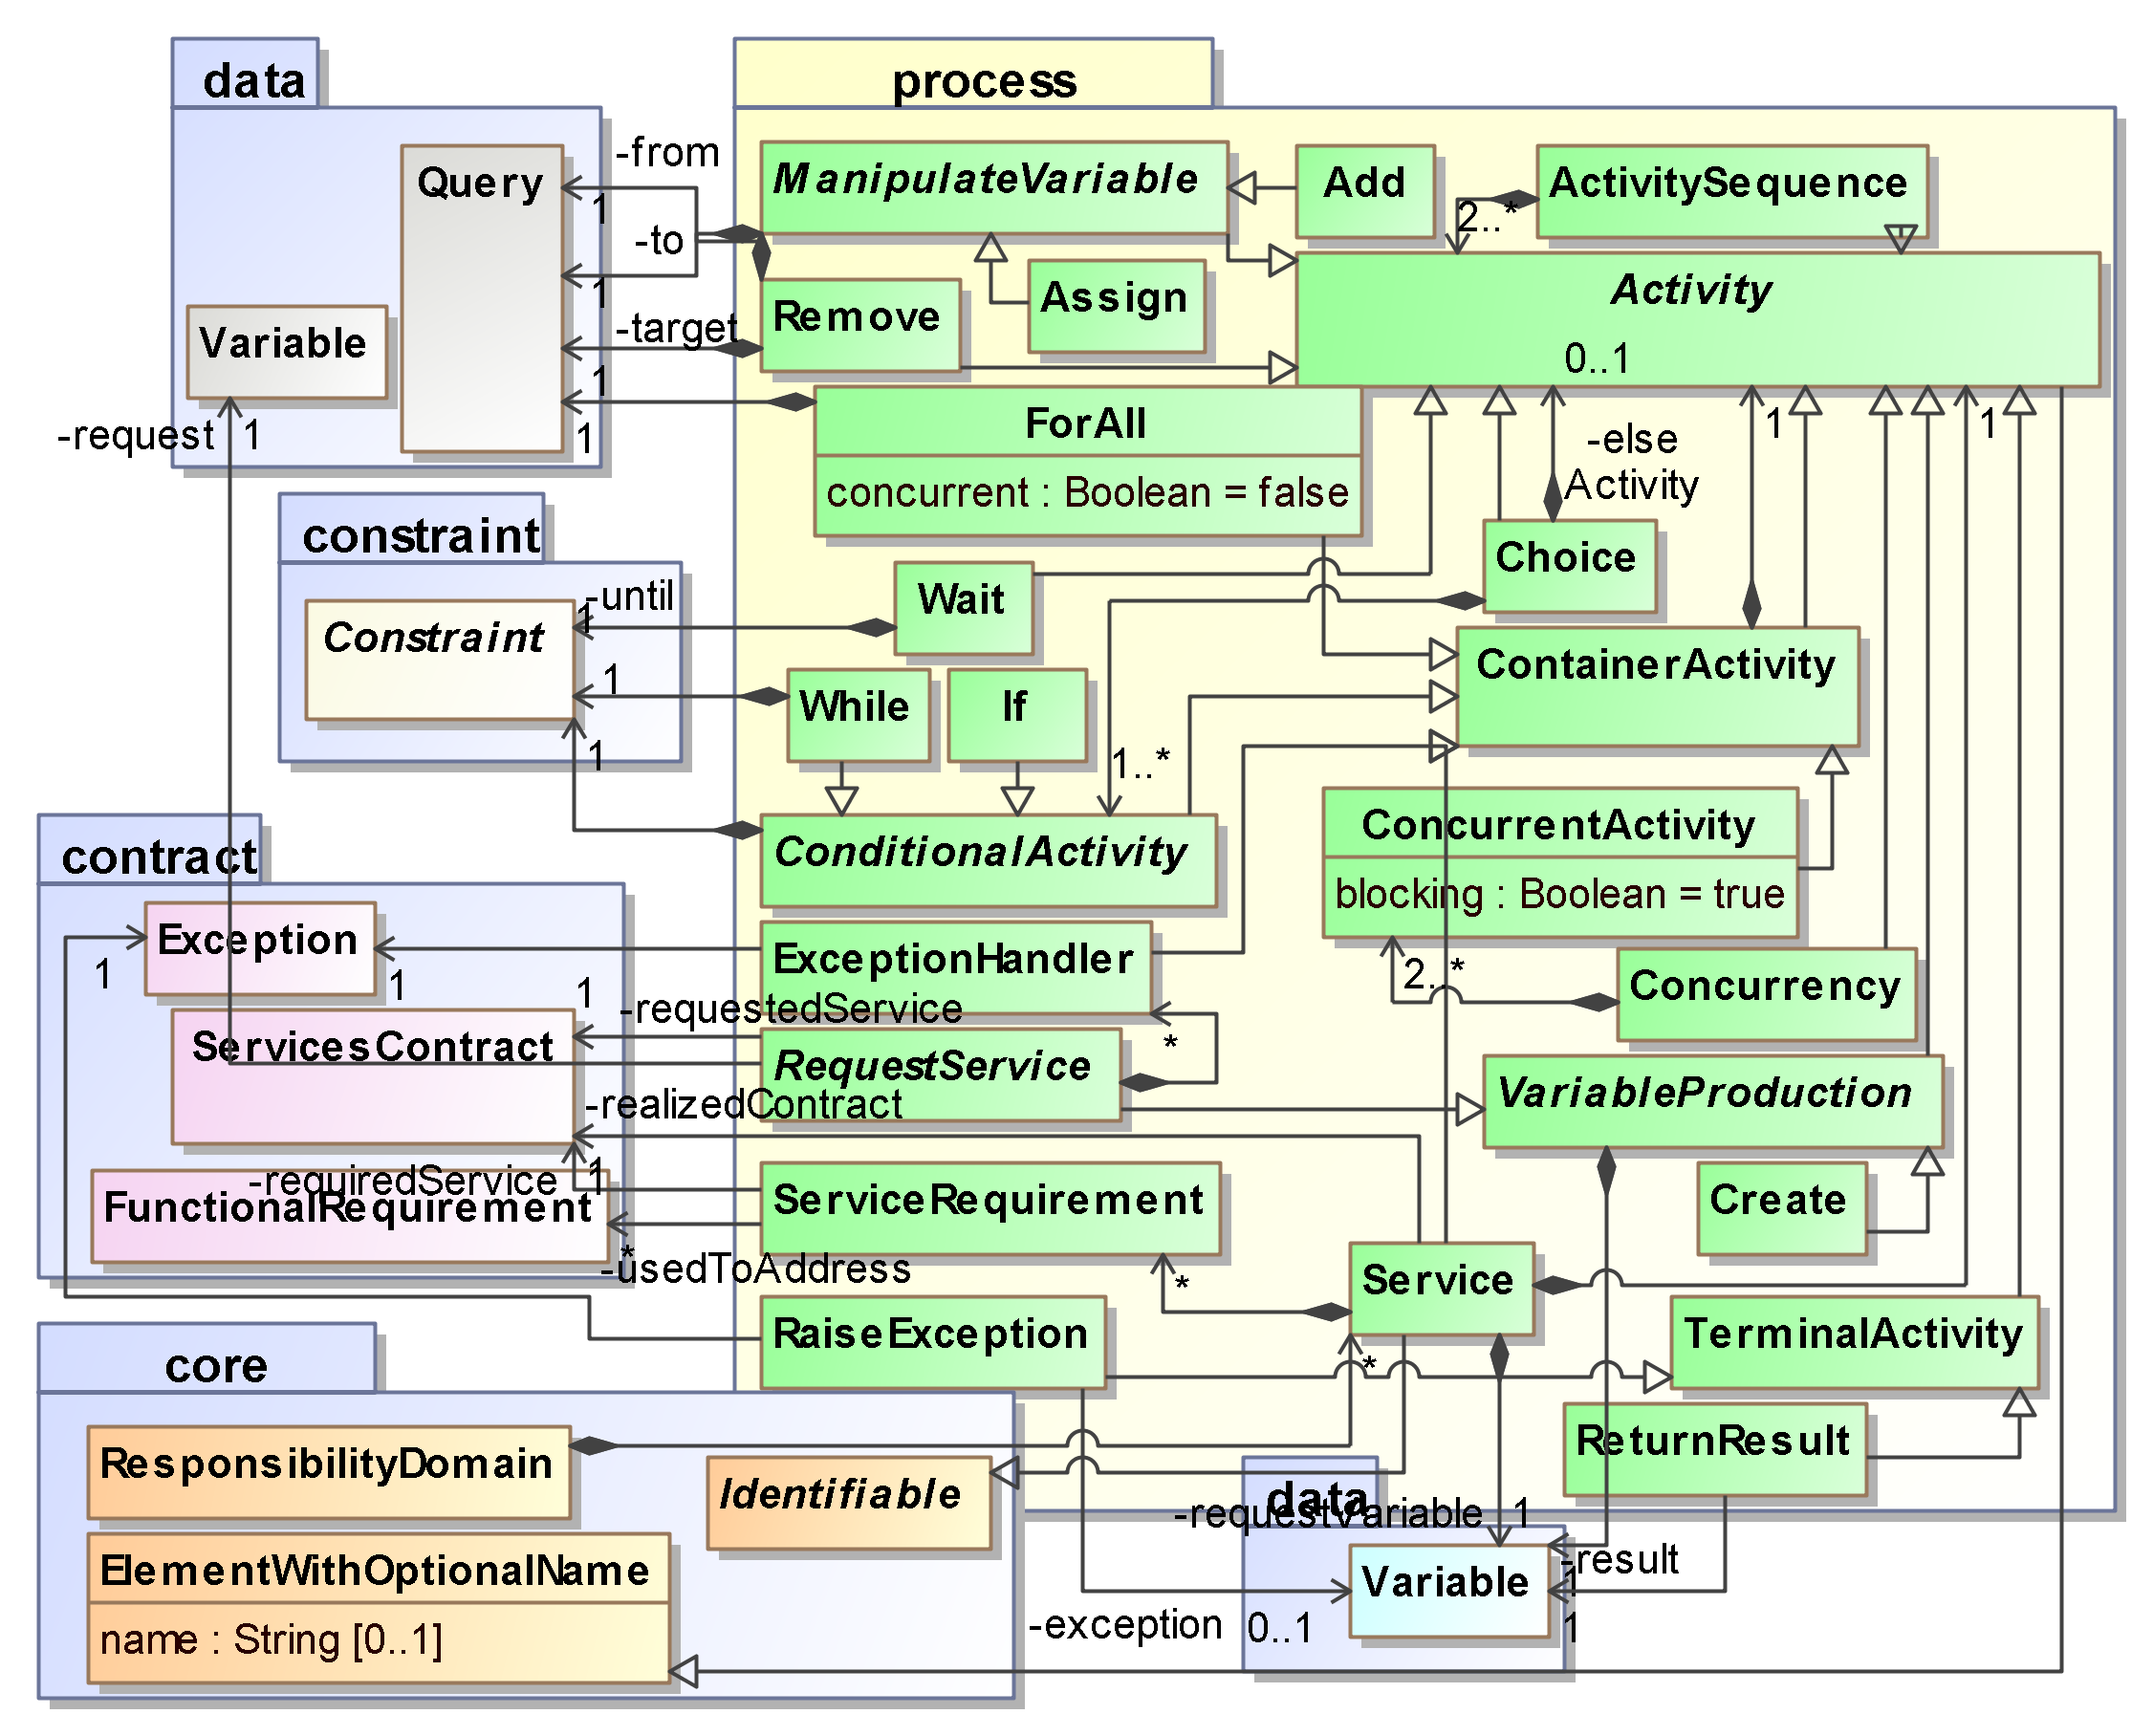 data
process
-from
Query
1
ManipulateVariable
Add
ActivitySequence
2..*
-to
1
Activity
0..1
Variable
Remove
Assign
-target
1
-request
1
1
ForAll
concurrent : Boolean = false
-else
Activity
1
1
constraint
Constraint
-until
1
Wait
Choice
1
While
If
ContainerActivity
1
1..*
ConditionalActivity
ConcurrentActivity
blocking : Boolean = true
contract
Exception
1
1
ExceptionHandler
2..*
Concurrency
1
-requestedService
*
ServicesContract
RequestService
VariableProduction
-realizedContract
-requiredService
1
FunctionalRequirement
ServiceRequirement
Create
*
-usedToAddress
*
Service
RaiseException
TerminalActivity
*
core
ResponsibilityDomain
Identifiable
ReturnResult
data
-requestVariable
1
ElementWithOptionalName
name : String [0..1]
Variable
-result
1
-exception
0..1
1